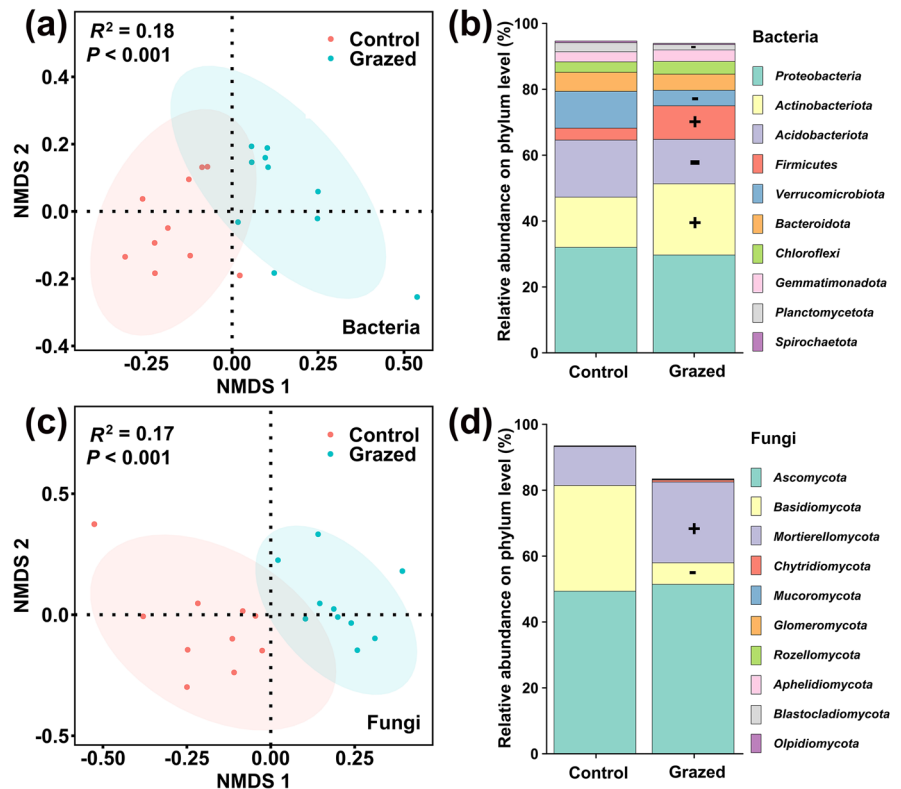 (a)
R² = 0.18
P < 0.001
Control
Grazed
NMDS 2
0.4
0.2
0.0
-0.2
-0.4
Bacteria
-0.25
0.00
0.25
0.50
NMDS 1
(b)
Relative abundance on phylum level (%)
100
80
60
40
20
0
-
-
+
-
+
Control
Grazed
Bacteria
Proteobacteria
Actinobacteriota
Acidobacteriota
Firmicutes
Verrucomicrobiota
Bacteroidota
Chloroflexi
Gemmatimonadota
Planctomycetota
Spirochaetota
(c)
R² = 0.17
P < 0.001
Control
Grazed
NMDS 2
0.5
0.0
-0.5
Fungi
-0.50
-0.25
0.00
0.25
NMDS 1
(d)
Relative abundance on phylum level (%)
100
80
60
40
20
0
+
-
Control
Grazed
Fungi
Ascomycota
Basidiomycota
Mortierellomycota
Chytridiomycota
Mucoromycota
Glomeromycota
Rozellomycota
Aphelidiomycota
Blastocladiomycota
Olpidiomycota